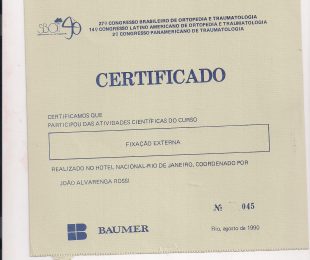 SBOT 90
27º CONGRESSO BRASILEIRO DE ORTOPEDIA E TRAUMATOLOGIA
14º CONGRESSO LATINO AMERICANO DE ORTOPEDIA E TRAUMATOLOGIA
2º CONGRESSO PANAMERICANO DE TRAUMATOLOGIA
CERTIFICADO
CERTIFICAMOS QUE
PARTICIPOU DAS ATIVIDADES CIENTÍFICAS DO CURSO
FIXAÇÃO EXTERNA
REALIZADO NO HOTEL NACIONAL-RIO DE JANEIRO, COORDENADO POR
JOÃO ALVARENGA ROSSI
Nº 045
BAUMER
Rio, agosto de 1990